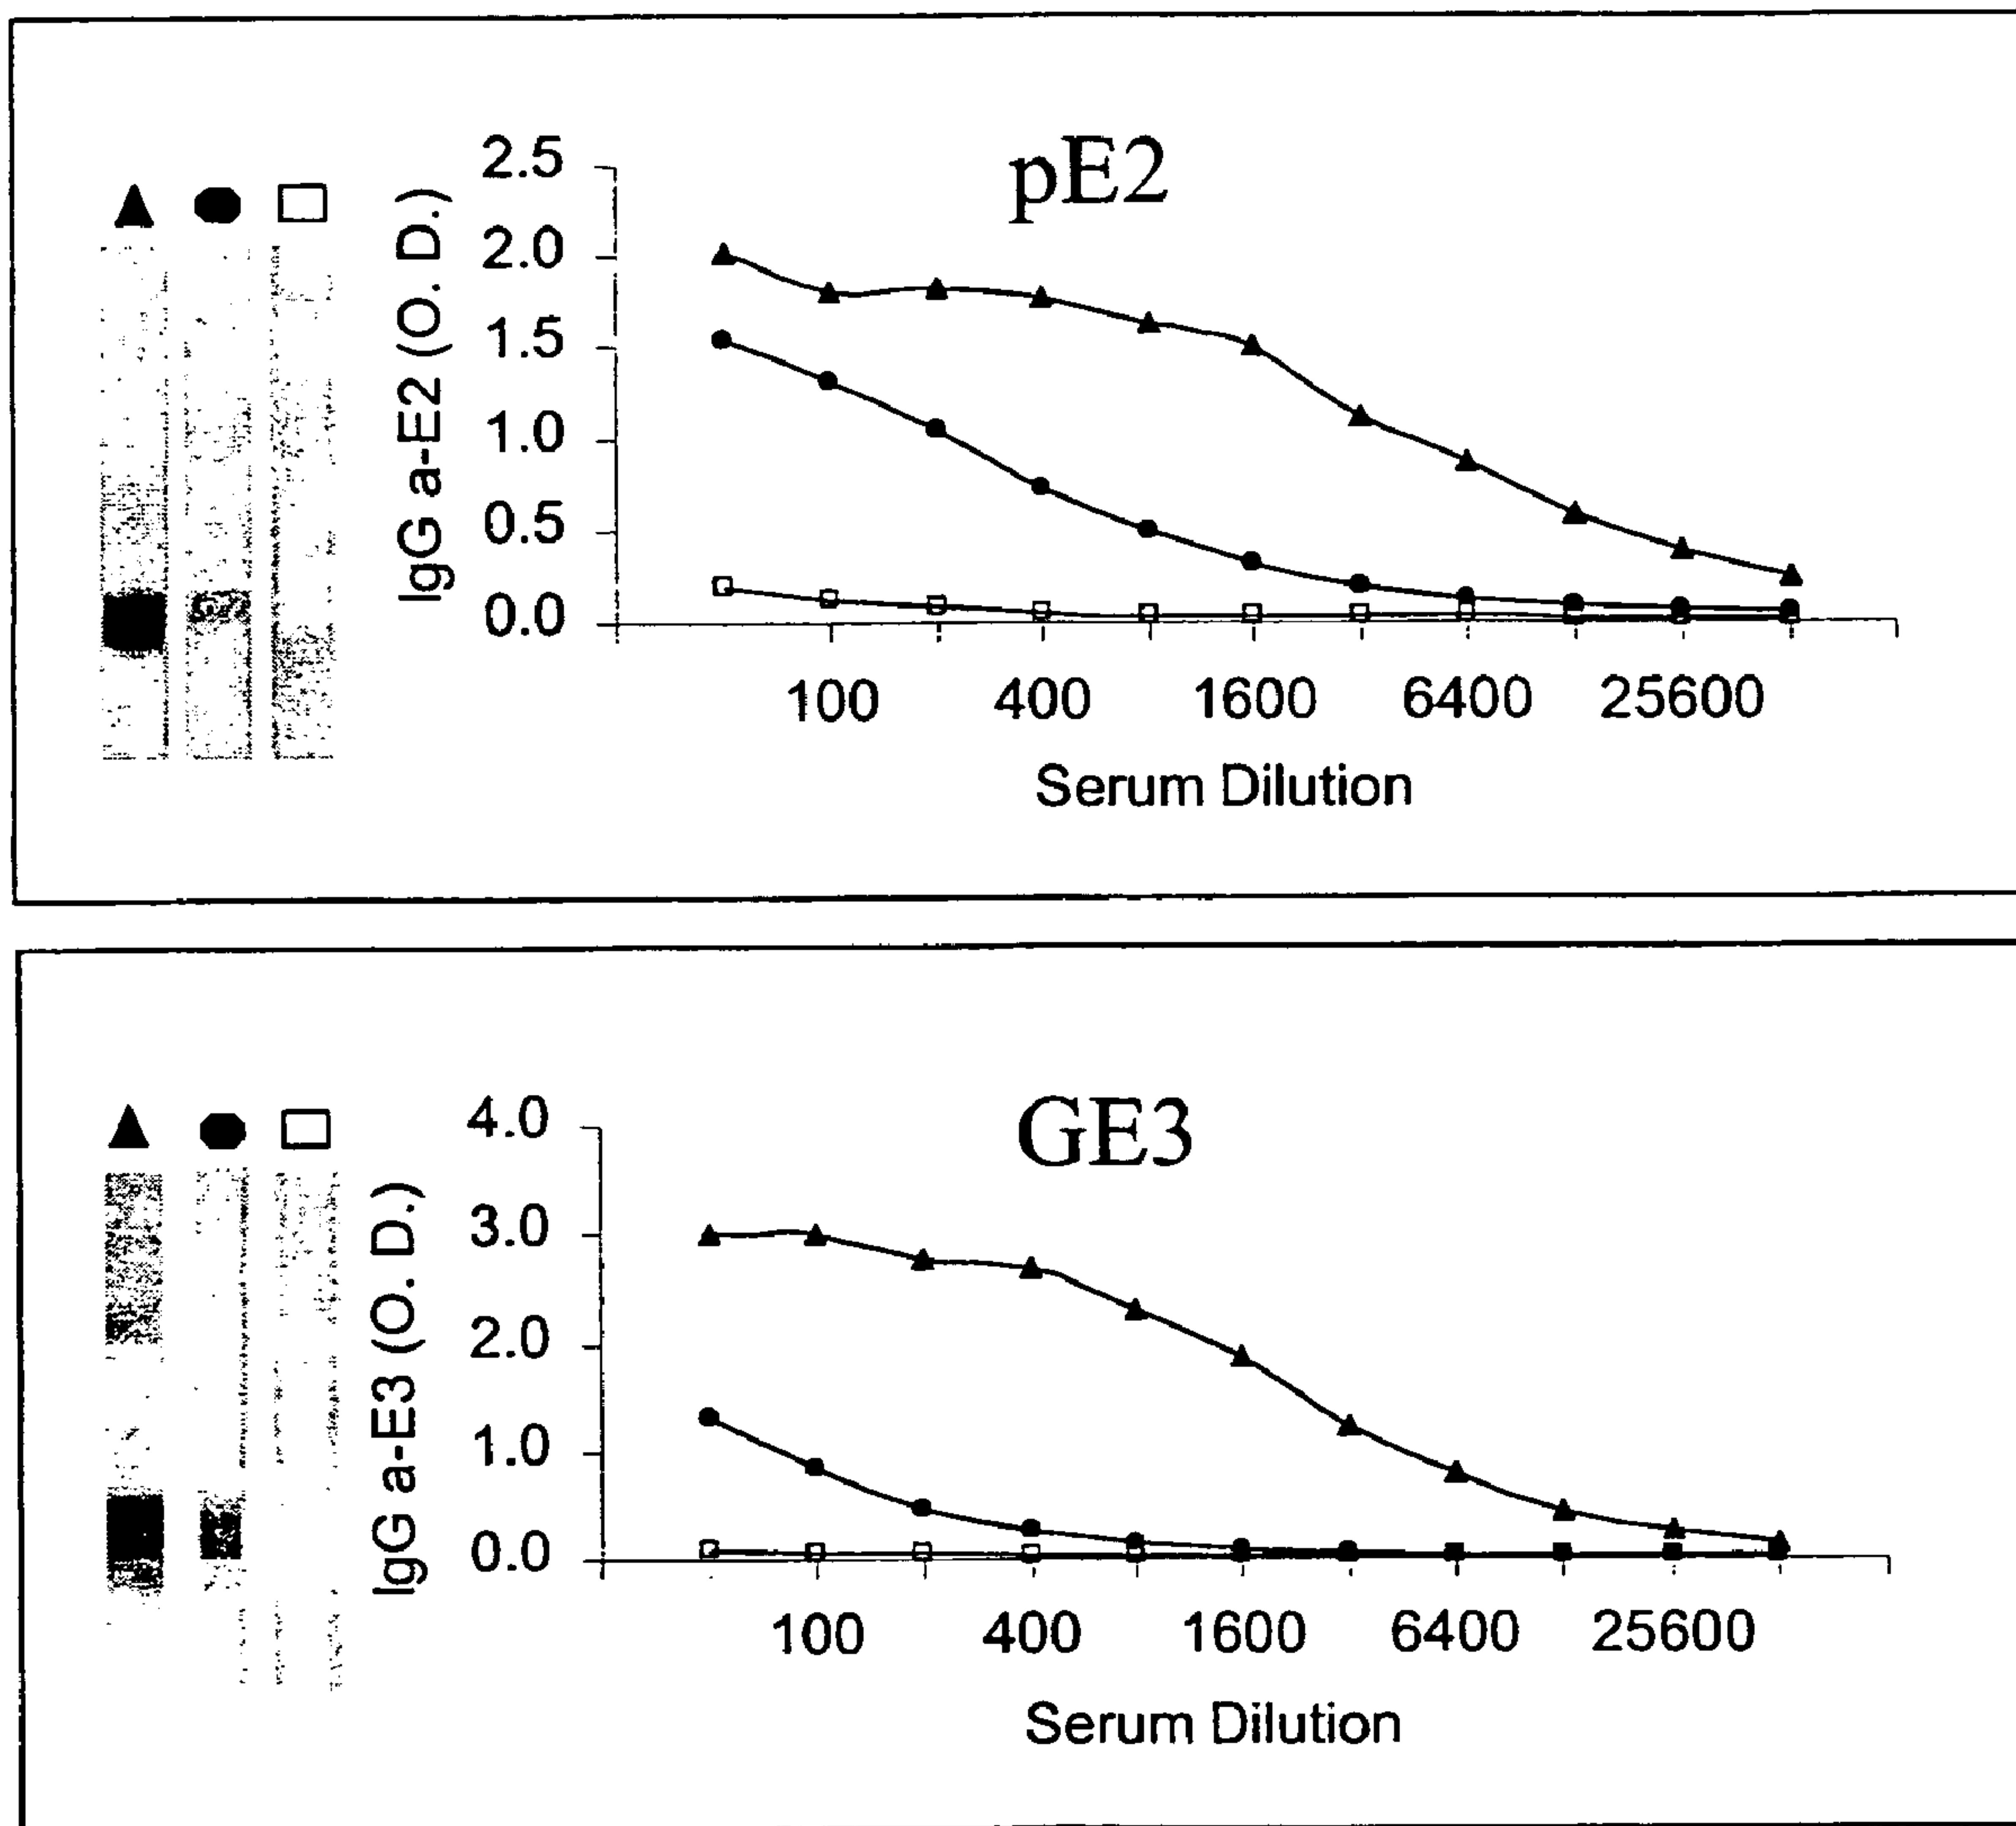 pE2
IgG a-E2 (O. D.)
2.5
2.0
1.5
1.0
0.5
0.0
100 400 1600 6400 25600
Serum Dilution
GE3
IgG a-E3 (O. D.)
4.0
3.0
2.0
1.0
0.0
100 400 1600 6400 25600
Serum Dilution